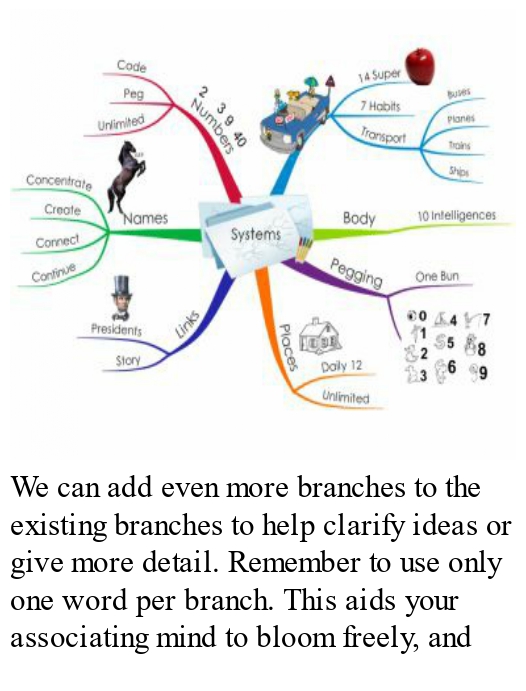 Code
Peg
Unlimited
2 3 9 40
Numbers
14 Super
7 Habits
Transport
Buses
Planes
Trains
Ships
Concentrate
Create
Connect
Continue
Names
Systems
Body
10 Intelligences
Pegging
One Bun
0
1
2
3
4
5
6
7
8
9
Links
Presidents
Story
Places
Daily 12
Unlimited
We can add even more branches to the
existing branches to help clarify ideas or
give more detail. Remember to use only
one word per branch. This aids your
associating mind to bloom freely, and